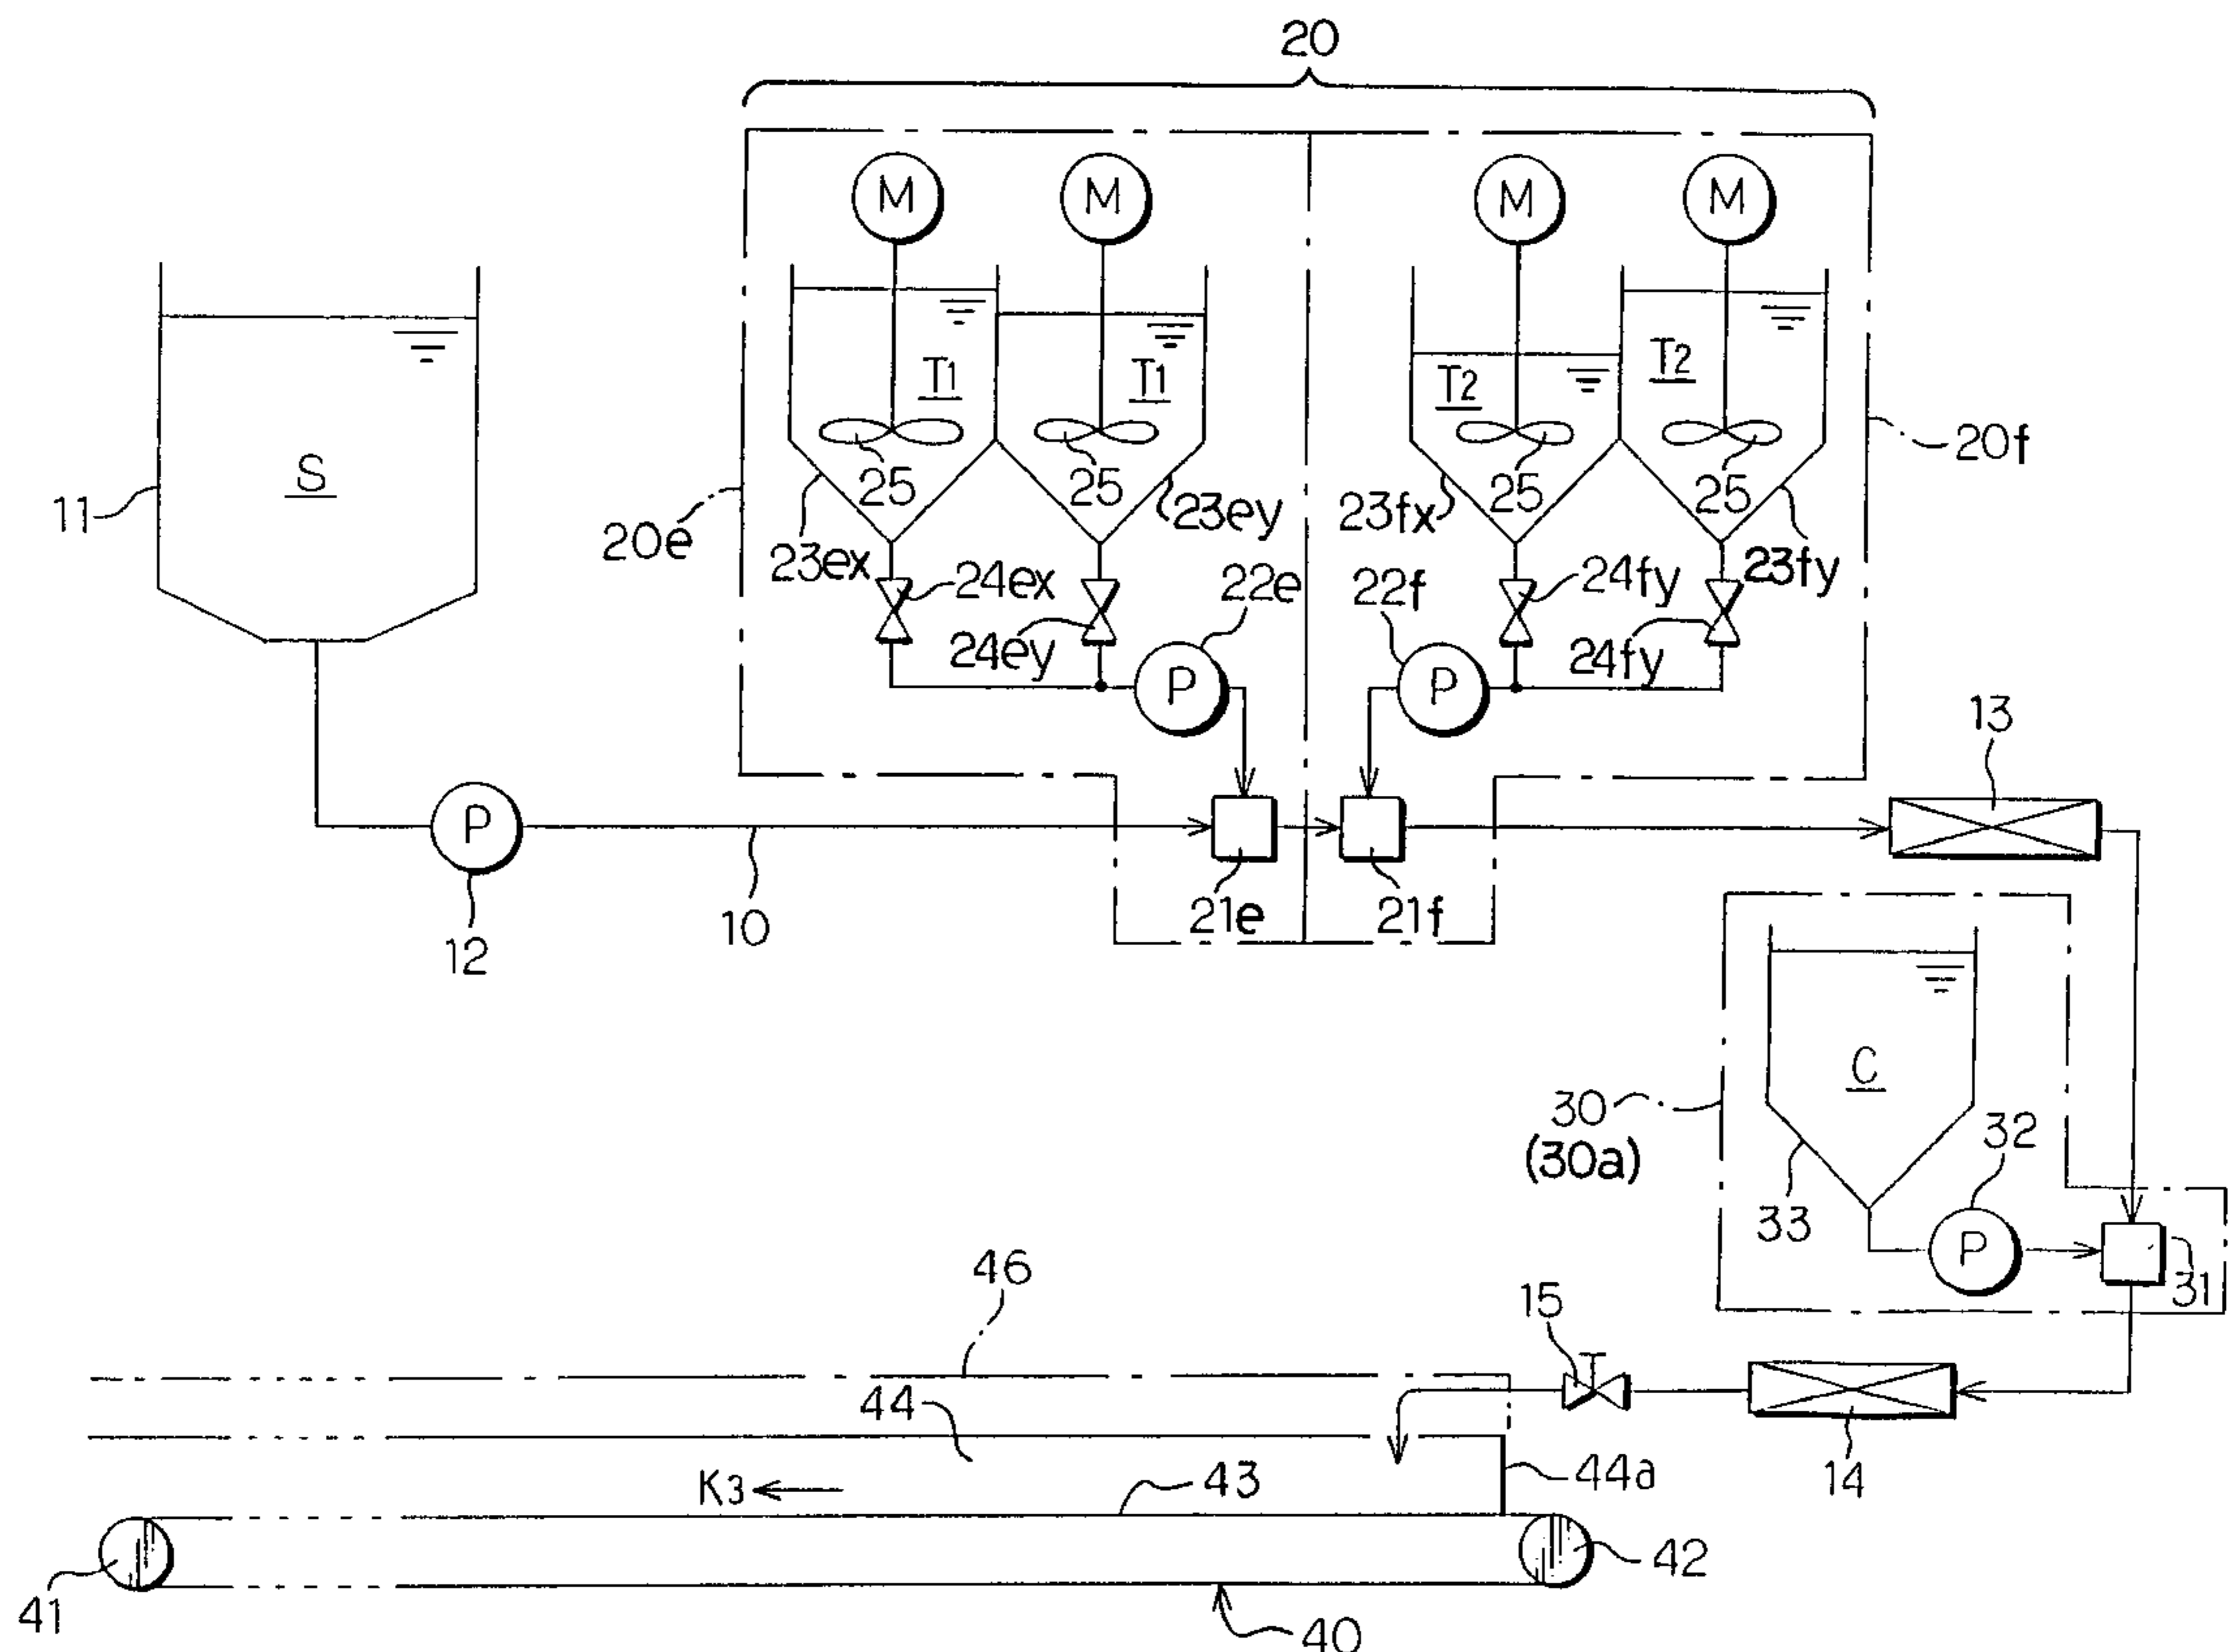 20
M M M M
T1 T1 T2 T2
S
11
25 25 25 25
20f
20e
23ex 23ey 23fx 23fy
24ex 22e 22f 24fy
24ey 24fy
P P
13
P
12
10
21e 21f
C
30
(30a)
32
33
P
31
46
15
44
K3
43
44a
14
41
42
40